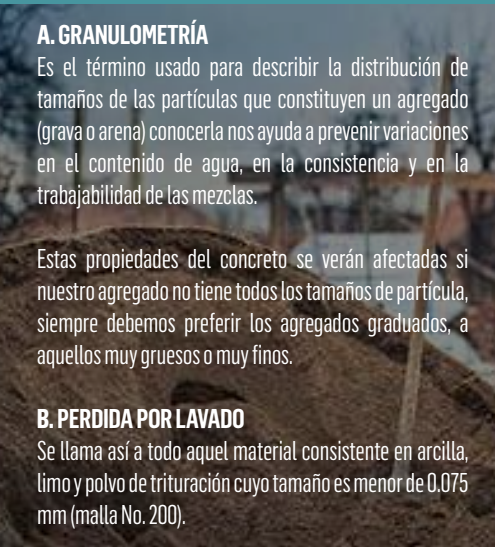 A. GRANULOMETRÍA
Es el término usado para describir la distribución de
tamaños de las partículas que constituyen un agregado
(grava o arena) conocerla nos ayuda a prevenir variaciones
en el contenido de agua, en la consistencia y en la
trabajabilidad de las mezclas.
Estas propiedades del concreto se verán afectadas si
nuestro agregado no tiene todos los tamaños de partícula,
siempre debemos preferir los agregados graduados, a
aquellos muy gruesos o muy finos.
B. PERDIDA POR LAVADO
Se llama así a todo aquel material consistente en arcilla,
limo y polvo de trituración cuyo tamaño es menor de 0.075
mm (malla No. 200).